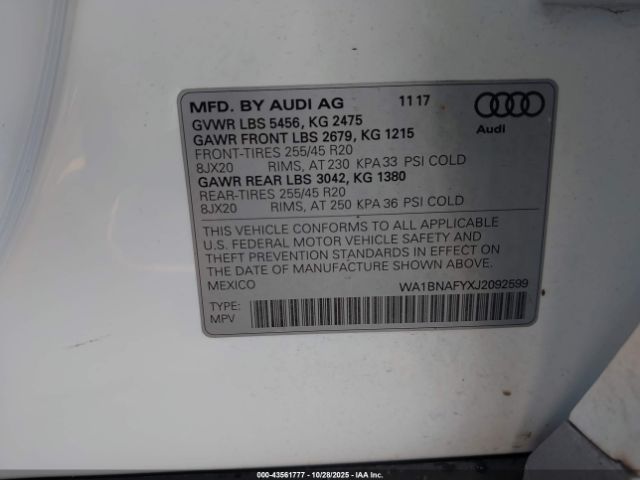 MFD. BY AUDI AG 11 17
GVWR LBS 5456, KG 2475
GAWR FRONT LBS 2679, KG 1215
FRONT-TIRES 255/45 R20
8JX20 RIMS, AT 230 KPA 33 PSI COLD
GAWR REAR LBS 3042, KG 1380
REAR-TIRES 255/45 R20
8JX20 RIMS, AT 250 KPA 36 PSI COLD
Audi
THIS VEHICLE CONFORMS TO ALL APPLICABLE
U.S. FEDERAL MOTOR VEHICLE SAFETY AND
THEFT PREVENTION STANDARDS IN EFFECT ON
THE DATE OF MANUFACTURE SHOWN ABOVE.
MEXICO WA1BNAFYXJ2092599
TYPE:
MPV
000-43561777 - 10/28/2025 - IAA Inc.